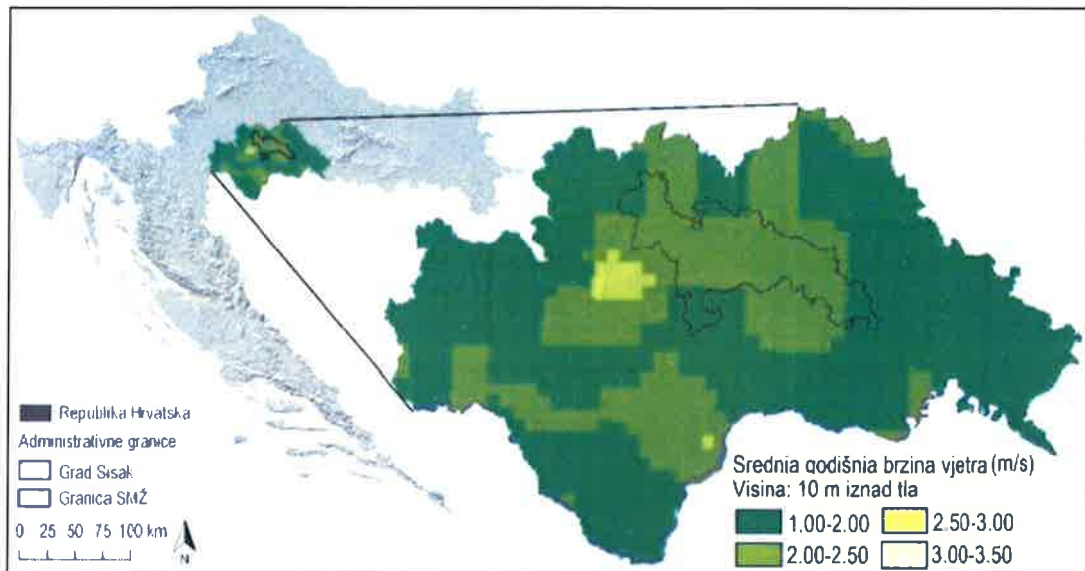 Republika Hrvatska
Administrativne granice
Grad Sisak
Granica SMŽ
0 25 50 75 100 km
N
Srednja godišnja brzina vjetra (m/s)
Visina: 10 m iznad tla
1.00-2.00
2.50-3.00
2.00-2.50
3.00-3.50